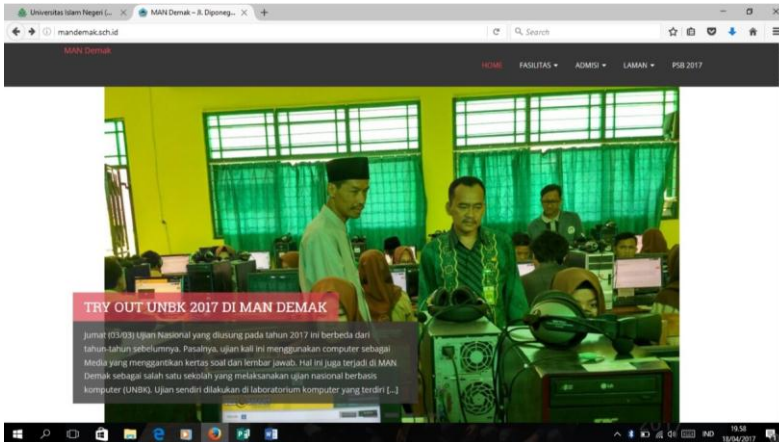 Universitas Islam Negeri (...
MAN Demak – Jl. Diponeg...
mandemak.sch.id
Search
MAN Demak
HOME FASILITAS ADMISI LAMAN PSB 2017
TRY OUT UNBK 2017 DI MAN DEMAK
Jumat (03/03) Ujian Nasional yang diusung pada tahun 2017 ini berbeda dari
tahun-tahun sebelumnya. Pasalnya, ujian kali ini menggunakan computer sebagai
Media yang menggantikan kertas soal dan lembar jawab. Hal ini juga terjadi di MAN
Demak sebagai salah satu sekolah yang melaksanakan ujian nasional berbasis
komputer (UNBK). Ujian sendiri dilakukan di laboratorium komputer yang terdiri [...]
IND
19.58
18/04/2017